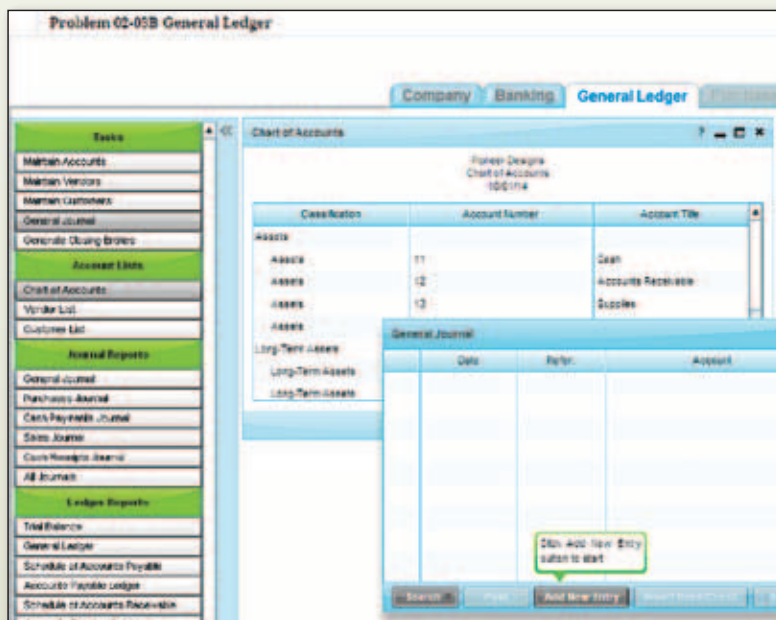 Problem 02-03B General Ledger
Company Banking General Ledger
Tasks
Maintain Accounts
Maintain Vendors
Maintain Customers
General Journal
Generate Closing Entries
Account Lists
Chart of Accounts
Vendor List
Customer List
Journal Reports
General Journal
Purchases Journal
Cash Payments Journal
Sales Journal
Cash Receipts Journal
All Journals
Ledger Reports
Trial Balance
General Ledger
Schedule of Accounts Payable
Accounts Payable Ledger
Schedule of Accounts Receivable
Chart of Accounts
Pioneer Designs
Chart of Accounts
Classification Account Number Account Title
Assets
Assets 11 Cash
Assets 12 Accounts Receivable
Assets 13 Supplies
Assets
Long-Term Assets
Long-Term Assets
Long-Term Assets
General Journal
Date Refer. Account
Click Add New Entry
button to start
Search Post Add New Entry